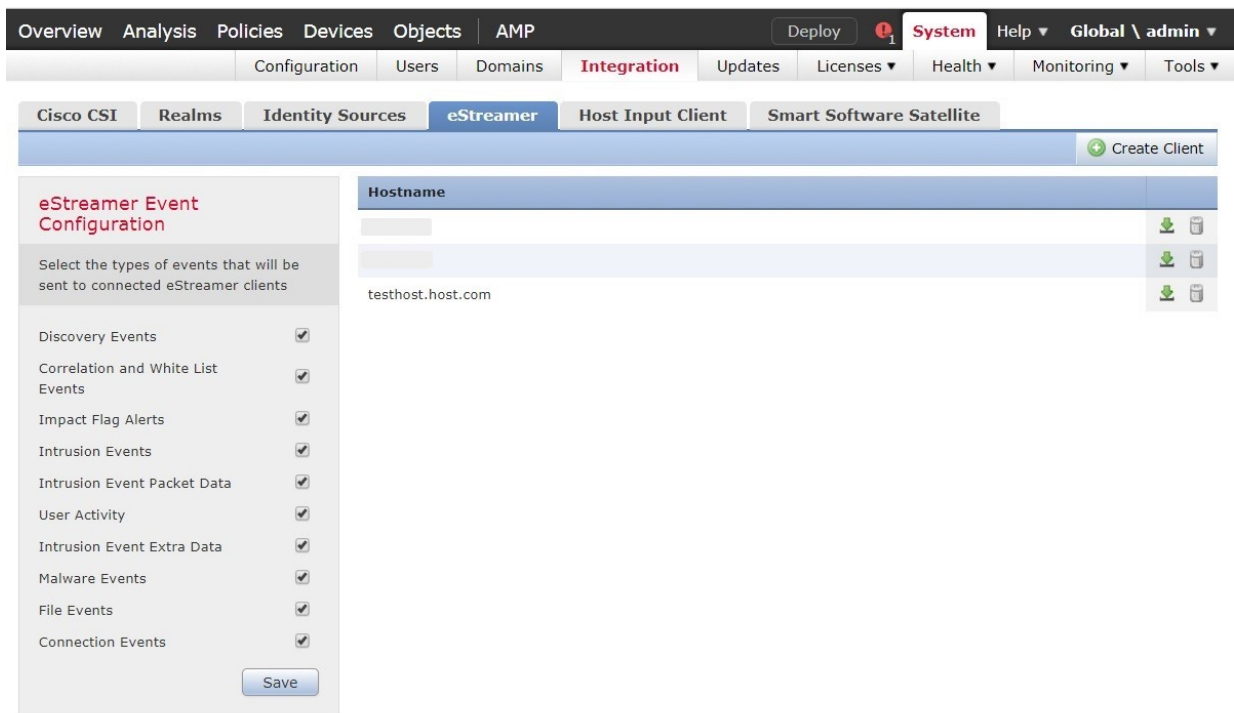 Overview Analysis Policies Devices Objects AMP Deploy 1 System Help ▼ Global \ admin ▼
Configuration Users Domains Integration Updates Licenses ▼ Health ▼ Monitoring ▼ Tools ▼
Cisco CSI Realms Identity Sources eStreamer Host Input Client Smart Software Satellite
Create Client
eStreamer Event
Configuration
Select the types of events that will be
sent to connected eStreamer clients
Discovery Events
Correlation and White List
Events
Impact Flag Alerts
Intrusion Events
Intrusion Event Packet Data
User Activity
Intrusion Event Extra Data
Malware Events
File Events
Connection Events
Save
Hostname
testhost.host.com